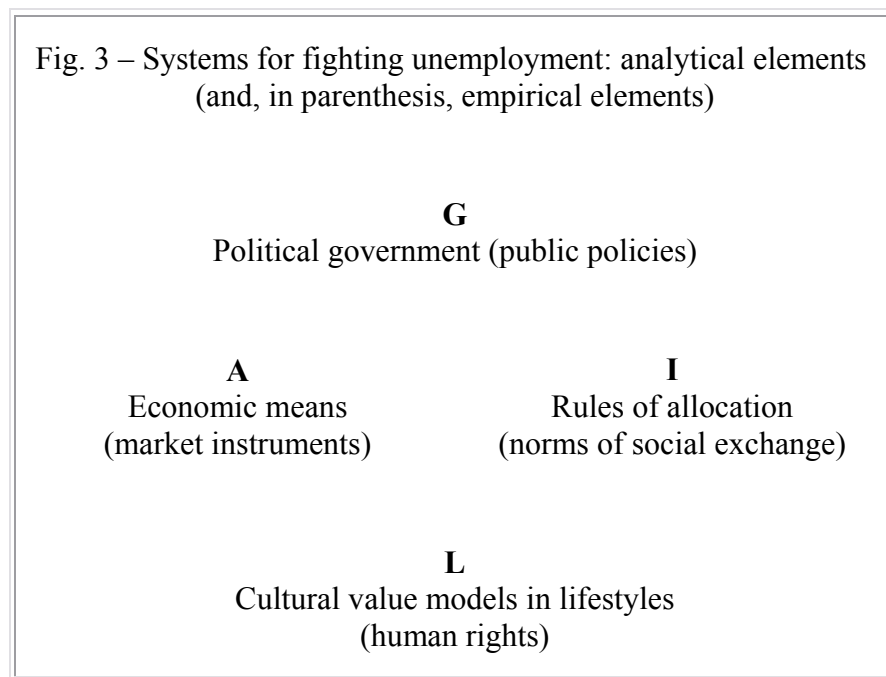 Fig. 3 – Systems for fighting unemployment: analytical elements
(and, in parenthesis, empirical elements)
G
Political government (public policies)
A
Economic means
(market instruments)
I
Rules of allocation
(norms of social exchange)
L
Cultural value models in lifestyles
(human rights)